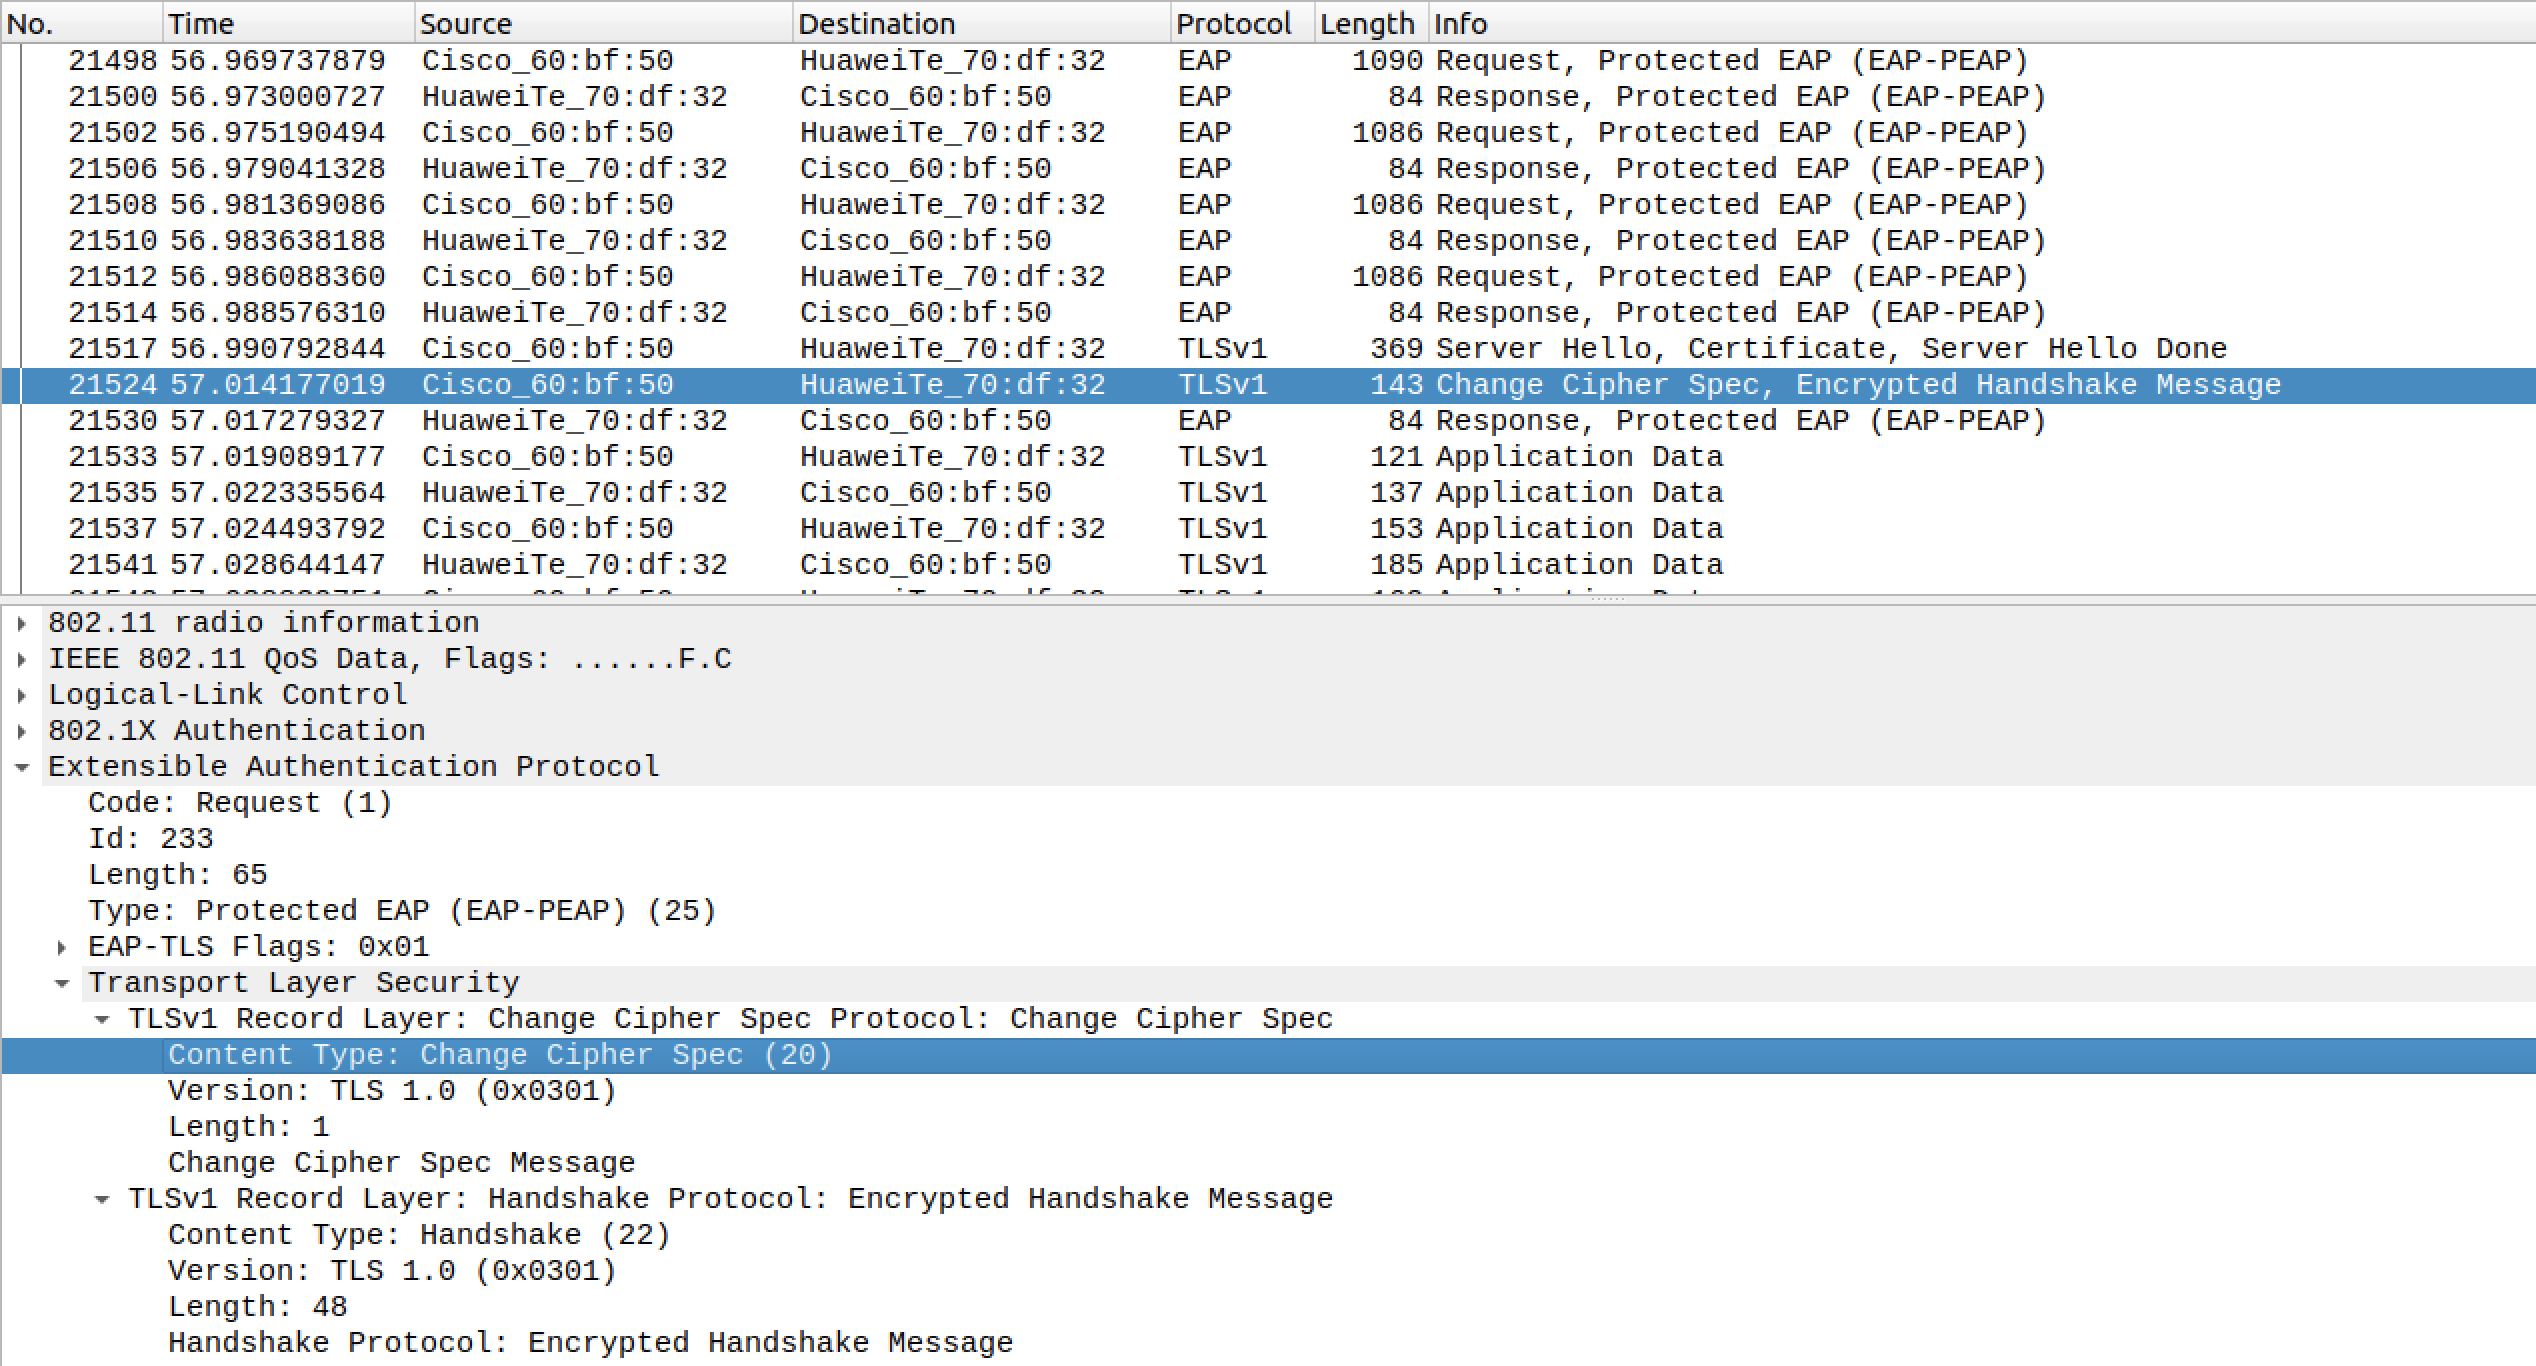 No. Time Source Destination Protocol Length Info
21498 56.969737879 Cisco_60:bf:50 HuaweiTe_70:df:32 EAP 1090 Request, Protected EAP (EAP-PEAP)
21500 56.973000727 HuaweiTe_70:df:32 Cisco_60:bf:50 EAP 84 Response, Protected EAP (EAP-PEAP)
21502 56.975190494 Cisco_60:bf:50 HuaweiTe_70:df:32 EAP 1086 Request, Protected EAP (EAP-PEAP)
21506 56.979041328 HuaweiTe_70:df:32 Cisco_60:bf:50 EAP 84 Response, Protected EAP (EAP-PEAP)
21508 56.981369086 Cisco_60:bf:50 HuaweiTe_70:df:32 EAP 1086 Request, Protected EAP (EAP-PEAP)
21510 56.983638188 HuaweiTe_70:df:32 Cisco_60:bf:50 EAP 84 Response, Protected EAP (EAP-PEAP)
21512 56.986088360 Cisco_60:bf:50 HuaweiTe_70:df:32 EAP 1086 Request, Protected EAP (EAP-PEAP)
21514 56.988576310 HuaweiTe_70:df:32 Cisco_60:bf:50 EAP 84 Response, Protected EAP (EAP-PEAP)
21517 56.990792844 Cisco_60:bf:50 HuaweiTe_70:df:32 TLSv1 369 Server Hello, Certificate, Server Hello Done
21524 57.014177019 Cisco_60:bf:50 HuaweiTe_70:df:32 TLSv1 143 Change Cipher Spec, Encrypted Handshake Message
21530 57.017279327 HuaweiTe_70:df:32 Cisco_60:bf:50 EAP 84 Response, Protected EAP (EAP-PEAP)
21533 57.019089177 Cisco_60:bf:50 HuaweiTe_70:df:32 TLSv1 121 Application Data
21535 57.022335564 HuaweiTe_70:df:32 Cisco_60:bf:50 TLSv1 137 Application Data
21537 57.024493792 Cisco_60:bf:50 HuaweiTe_70:df:32 TLSv1 153 Application Data
21541 57.028644147 HuaweiTe_70:df:32 Cisco_60:bf:50 TLSv1 185 Application Data
802.11 radio information
IEEE 802.11 QoS Data, Flags: ......F.C
Logical-Link Control
802.1X Authentication
Extensible Authentication Protocol
Code: Request (1)
Id: 233
Length: 65
Type: Protected EAP (EAP-PEAP) (25)
EAP-TLS Flags: 0x01
Transport Layer Security
TLSv1 Record Layer: Change Cipher Spec Protocol: Change Cipher Spec
Content Type: Change Cipher Spec (20)
Version: TLS 1.0 (0x0301)
Length: 1
Change Cipher Spec Message
TLSv1 Record Layer: Handshake Protocol: Encrypted Handshake Message
Content Type: Handshake (22)
Version: TLS 1.0 (0x0301)
Length: 48
Handshake Protocol: Encrypted Handshake Message